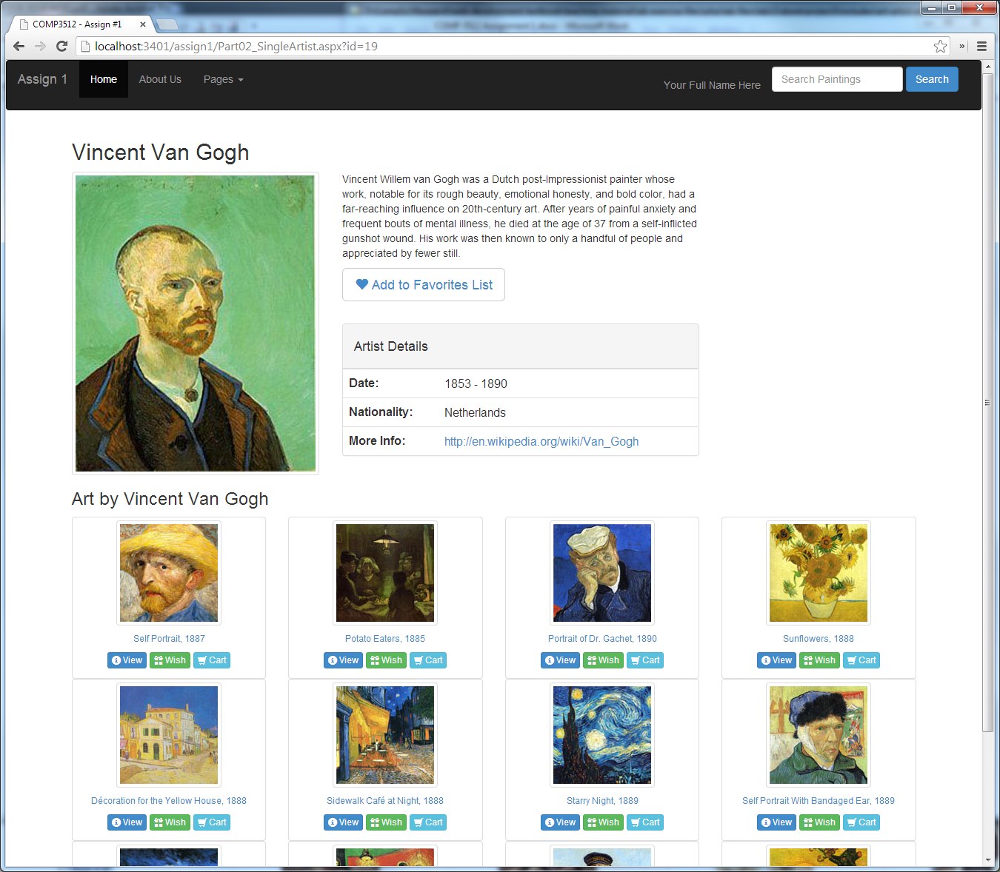 COMP3512 - Assign #1
localhost:3401/assign1/Part02_SingleArtist.aspx?id=19
Assign 1 Home About Us Pages Your Full Name Here Search Paintings Search
Vincent Van Gogh
Vincent Willem van Gogh was a Dutch post-Impressionist painter whose
work, notable for its rough beauty, emotional honesty, and bold color, had a
far-reaching influence on 20th-century art. After years of painful anxiety and
frequent bouts of mental illness, he died at the age of 37 from a self-inflicted
gunshot wound. His work was then known to only a handful of people and
appreciated by fewer still.
Add to Favorites List
Artist Details
Date: 1853 - 1890
Nationality: Netherlands
More Info: http://en.wikipedia.org/wiki/Van_Gogh
Art by Vincent Van Gogh
Self Portrait, 1887 Potato Eaters, 1885 Portrait of Dr. Gachet, 1890 Sunflowers, 1888
View Wish Cart View Wish Cart View Wish Cart View Wish Cart
Décoration for the Yellow House, 1888 Sidewalk Café at Night, 1888 Starry Night, 1889 Self Portrait With Bandaged Ear, 1889
View Wish Cart View Wish Cart View Wish Cart View Wish Cart